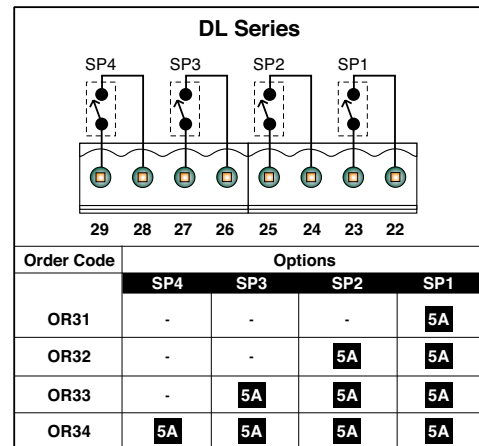 DL Series
SP4 SP3 SP2 SP1
29 28 27 26 25 24 23 22
Order Code Options
SP4 SP3 SP2 SP1
OR31 - - - 5A
OR32 - - 5A 5A
OR33 - 5A 5A 5A
OR34 5A 5A 5A 5A